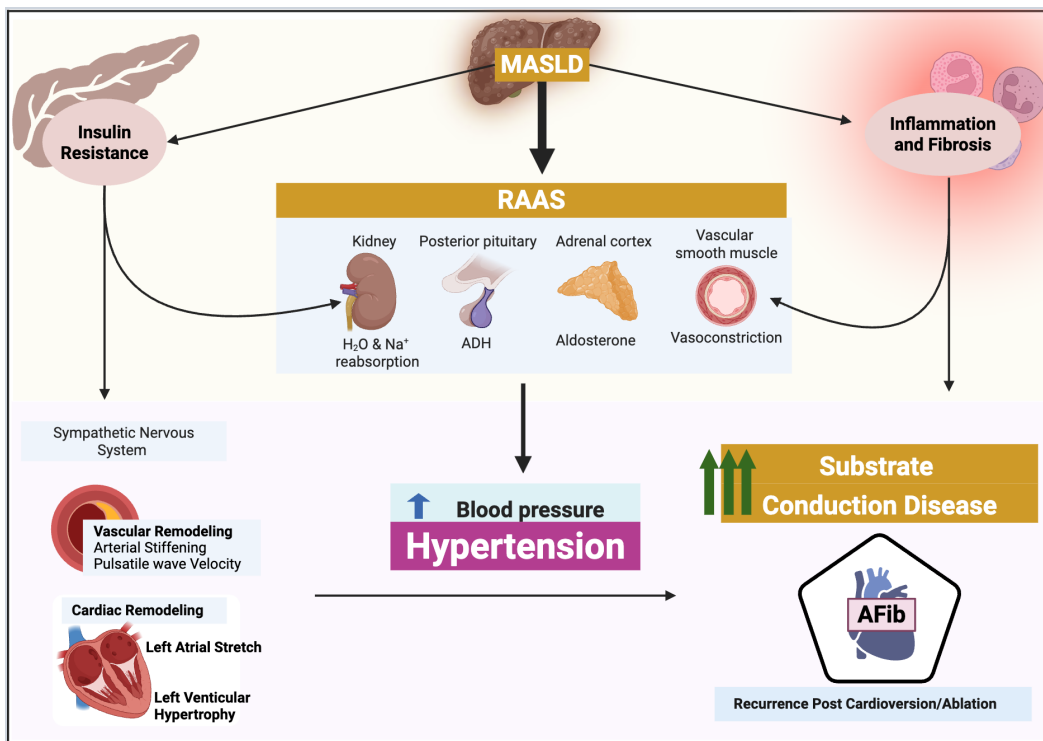 MASLD
Insulin
Resistance
Inflammation
and Fibrosis
RAAS
Kidney
Posterior pituitary
Adrenal cortex
Vascular
smooth muscle
H₂O & Na⁺
reabsorption
ADH
Aldosterone
Vasoconstriction
Sympathetic Nervous
System
Vascular Remodeling
Arterial Stiffening
Pulsatile wave Velocity
Cardiac Remodeling
Left Atrial Stretch
Left Venticular
Hypertrophy
Blood pressure
Hypertension
Substrate
Conduction Disease
AFib
Recurrence Post Cardioversion/Ablation